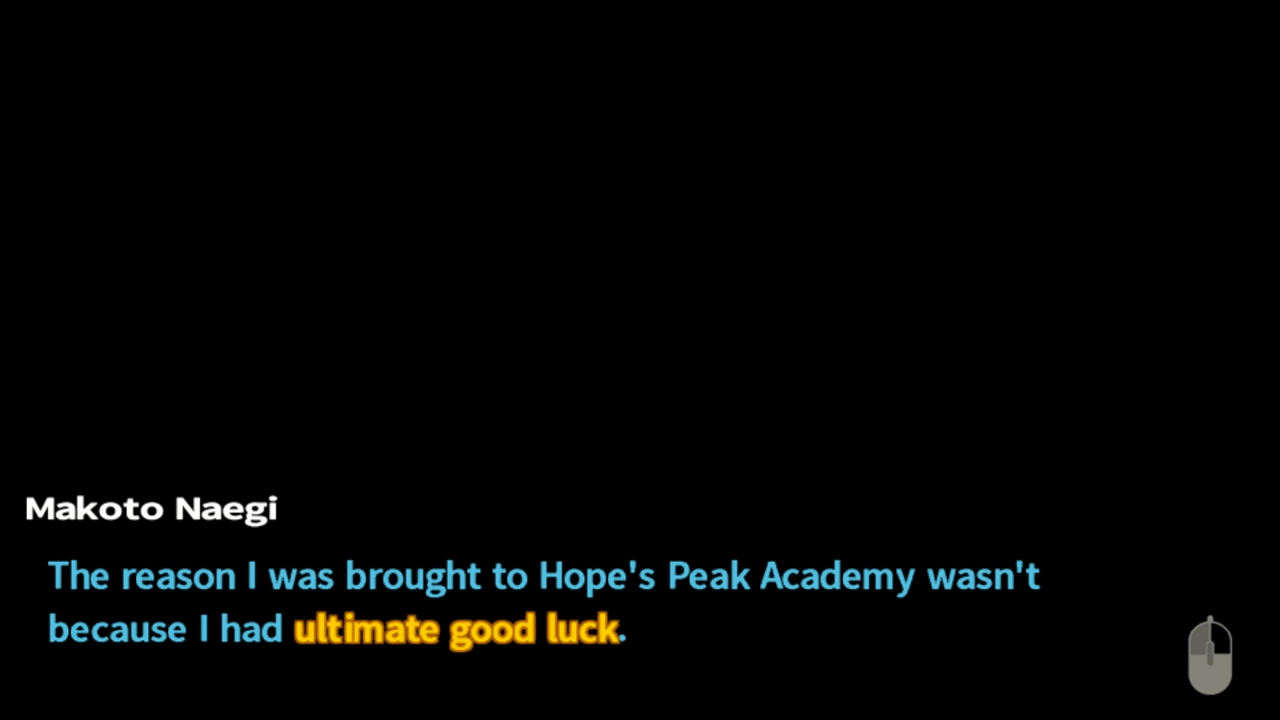 Makoto Naegi
The reason I was brought to Hope's Peak Academy wasn't
because I had ultimate good luck.